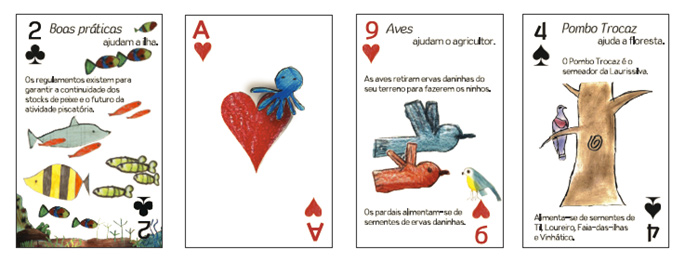 2 Boas práticas
ajudam a ilha.
Os regulamentos existem para
garantir a continuidade dos
stocks de peixe e o futuro da
atividade piscatória.
2
A
A
9 Aves
ajudam o agricultor.
As aves retiram ervas daninhas do
seu terreno para fazerem os ninhos.
Os pardais alimentam-se de
sementes de ervas daninhas.
9
4 Pombo Trocaz
ajuda a floresta.
O Pombo Trocaz é o
semeador da Laurissilva.
Alimenta-se de sementes de
Til, Loureiro, Faia-das-ilhas
e Vinhático.
4